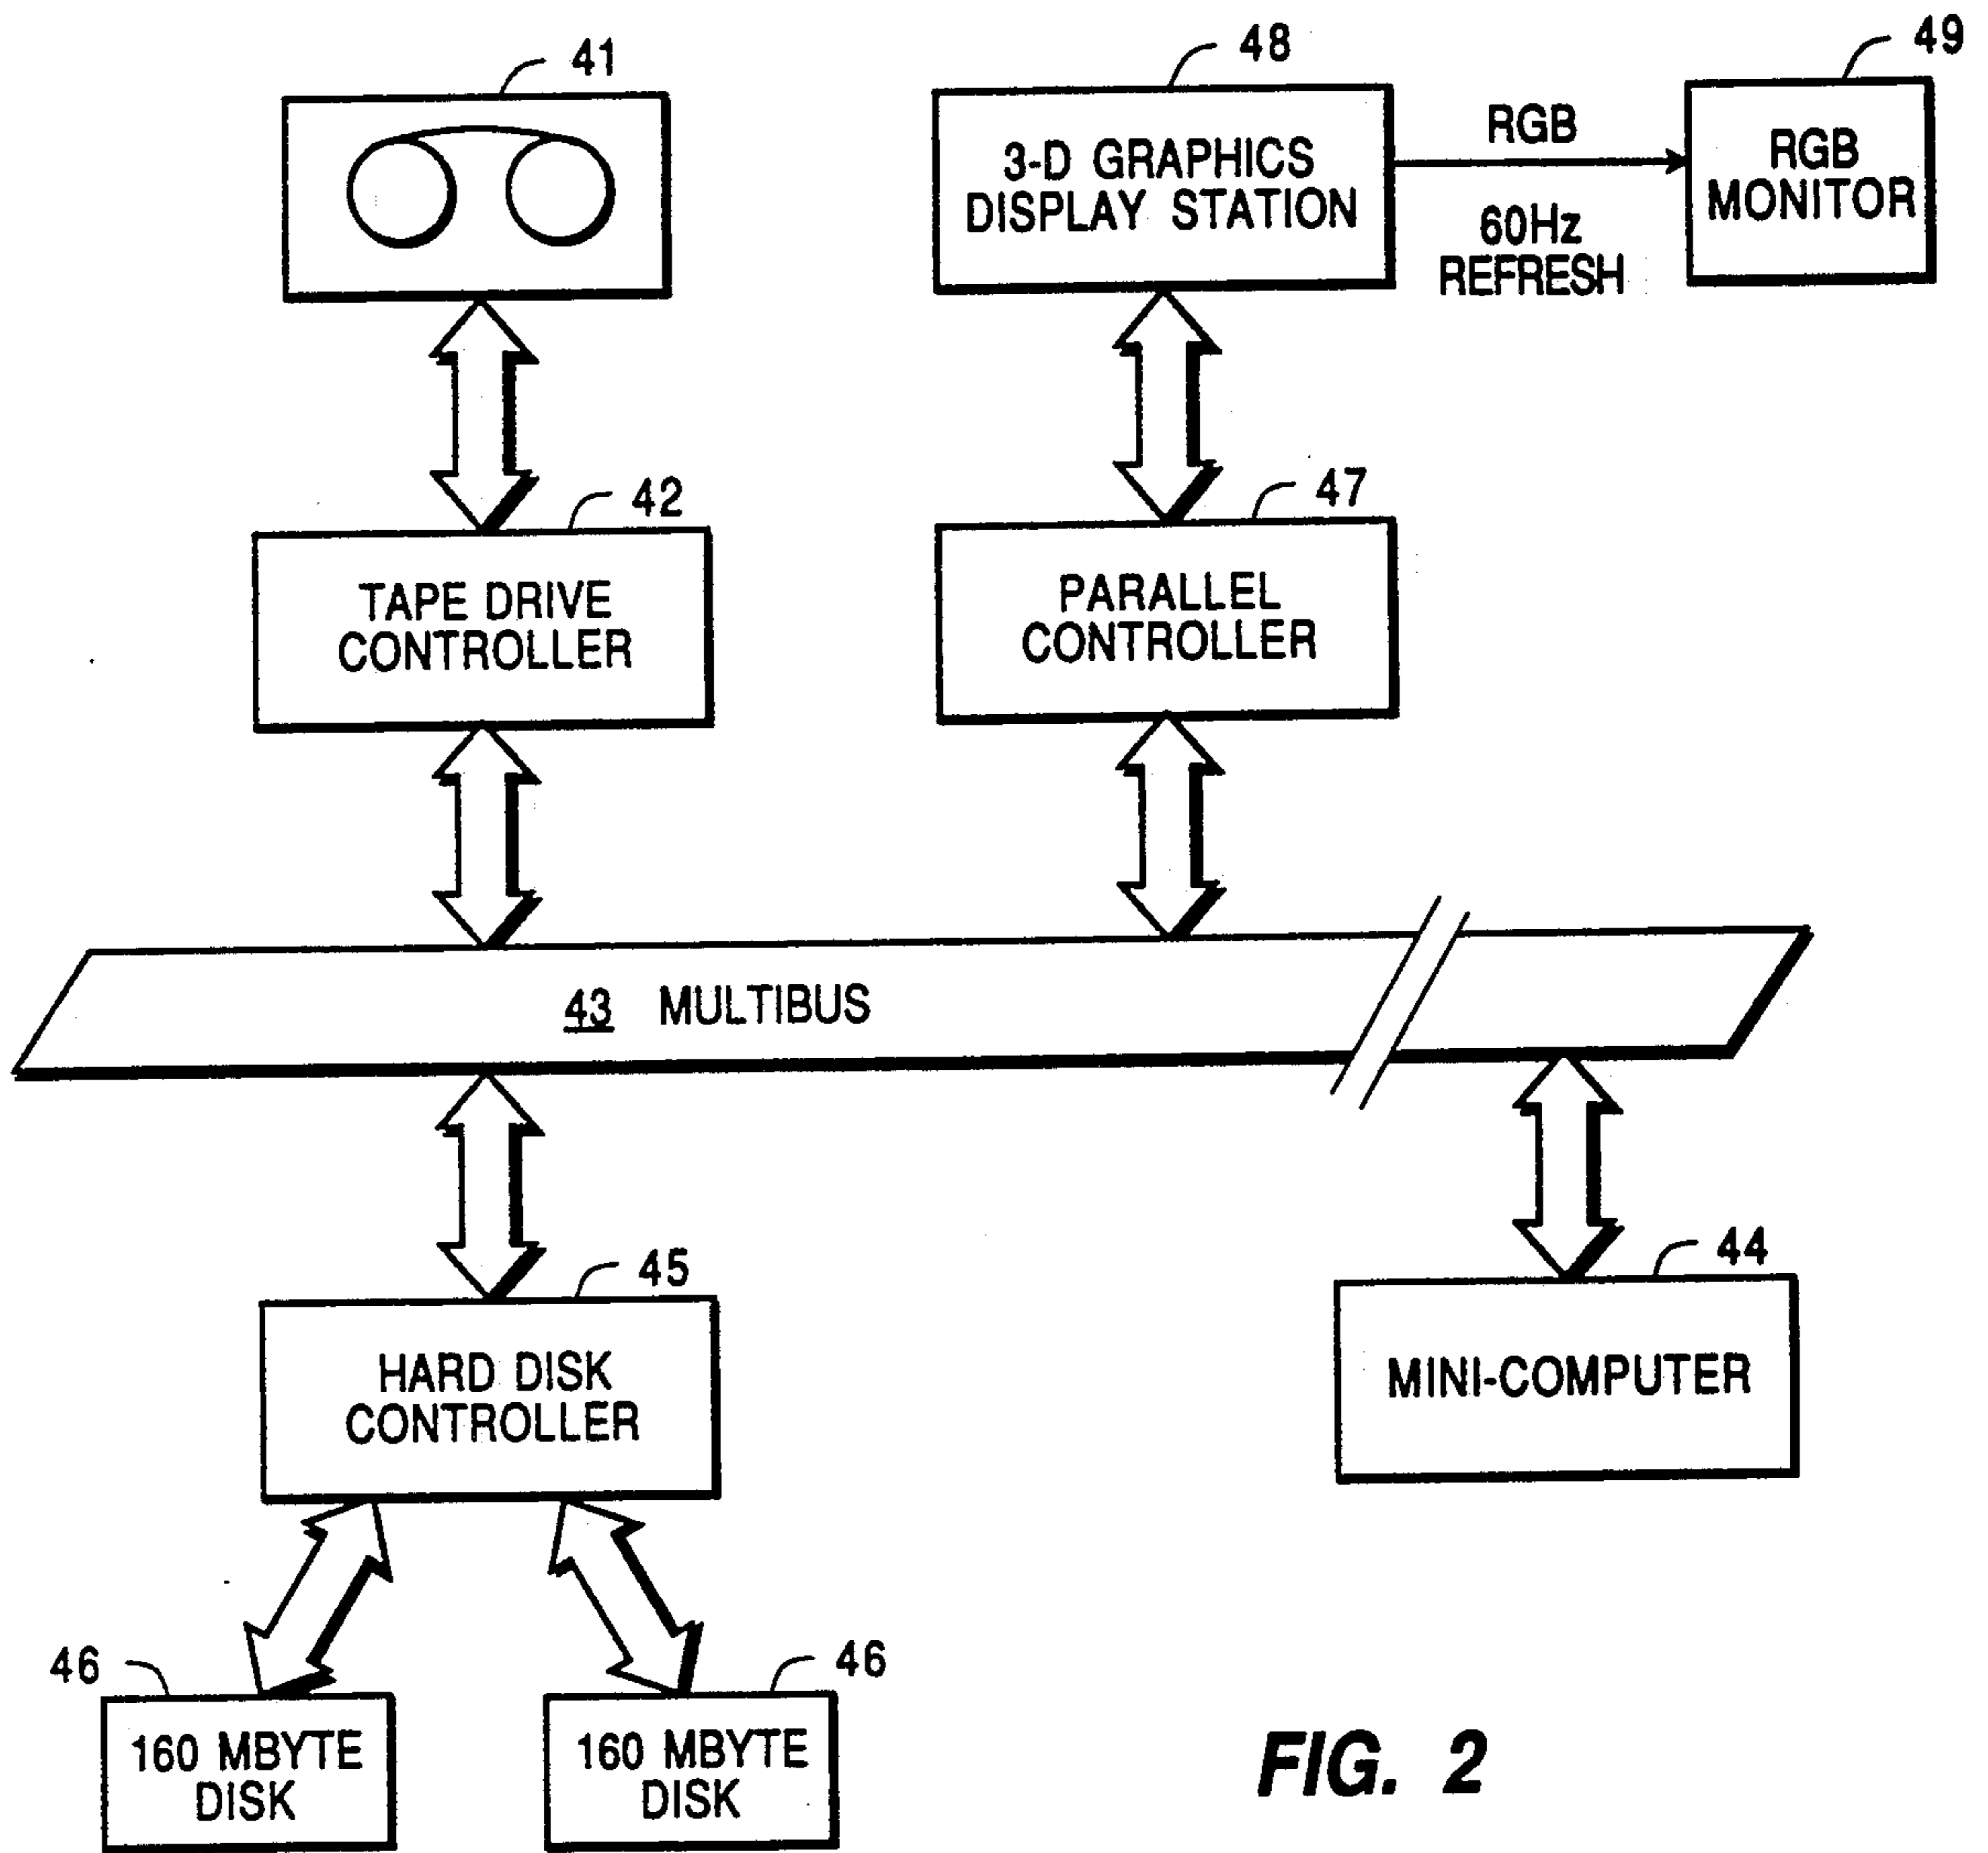 41
48
49
3-D GRAPHICS
DISPLAY STATION
RGB
60Hz
REFRESH
RGB
MONITOR
42
TAPE DRIVE
CONTROLLER
47
PARALLEL
CONTROLLER
43 MULTIBUS
45
HARD DISK
CONTROLLER
44
MINI-COMPUTER
46
160 MBYTE
DISK
46
160 MBYTE
DISK
FIG. 2